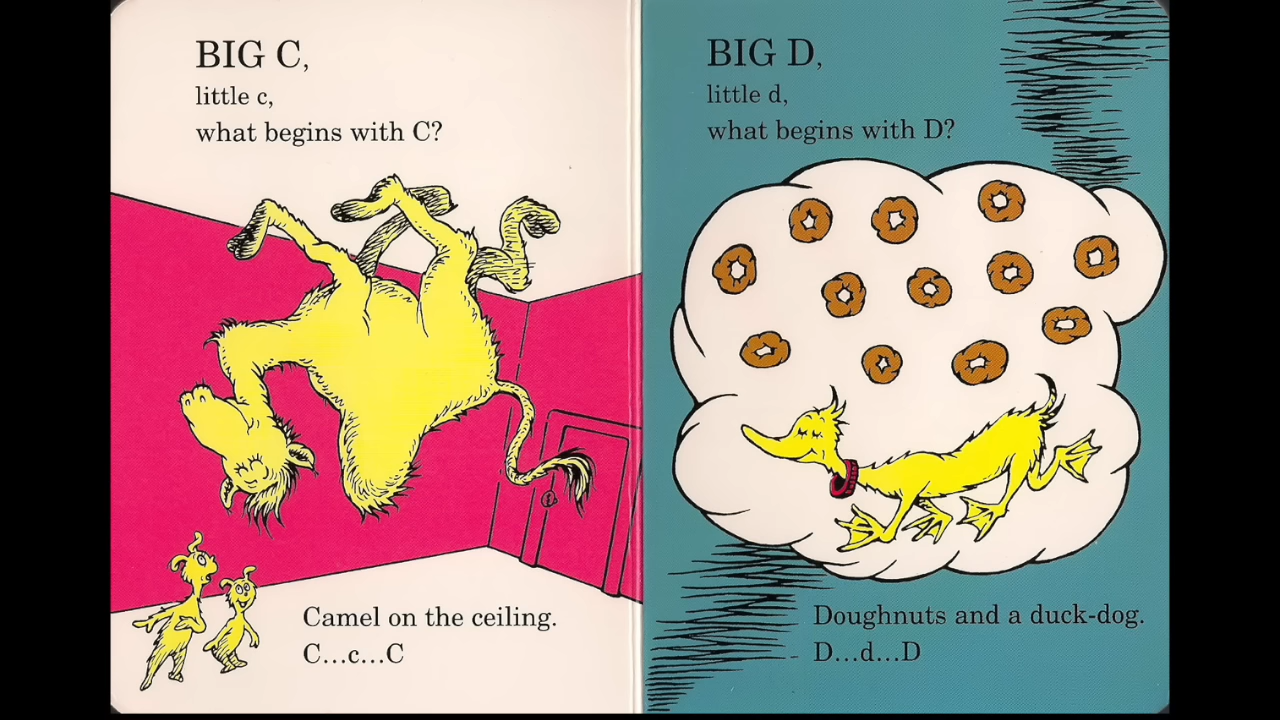 BIG C,
little c,
what begins with C?
Camel on the ceiling.
C...c...C
BIG D,
little d,
what begins with D?
Doughnuts and a duck-dog.
D...d...D